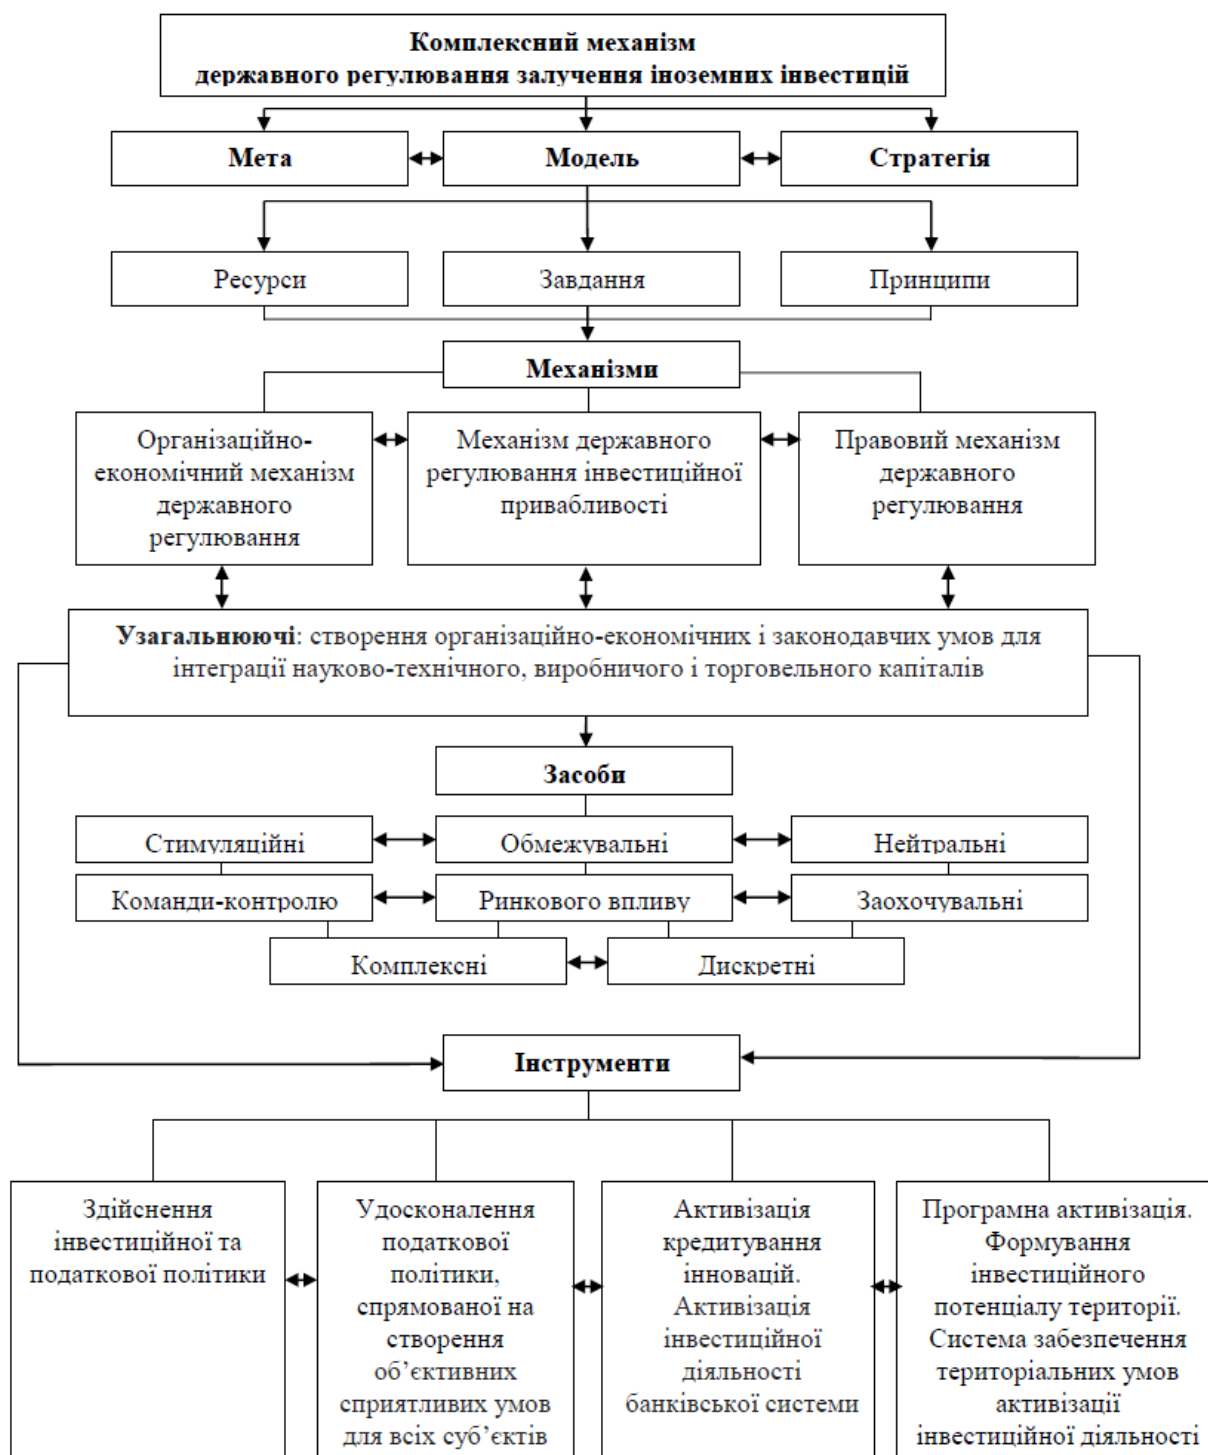 Комплексний механізм
державного регулювання залучення іноземних інвестицій
Мета
Модель
Стратегія
Ресурси
Завдання
Принципи
Механізми
Організаційно-
економічний механізм
державного
регулювання
Механізм державного
регулювання інвестиційної
привабливості
Правовий механізм
державного
регулювання
Узагальнюючі: створення організаційно-економічних і законодавчих умов для
інтеграції науково-технічного, виробничого і торговельного капіталів
Засоби
Стимуляційні
Обмежувальні
Нейтральні
Команди-контролю
Ринкового впливу
Заохочувальні
Комплексні
Дискретні
Інструменти
Здійснення
інвестиційної та
податкової політики
Удосконалення
податкової
політики,
спрямованої на
створення
об’єктивних
сприятливих умов
для всіх суб’єктів
Активізація
кредитування
інновацій.
Активізація
інвестиційної
діяльності
банківської системи
Програмна активізація.
Формування
інвестиційного
потенціалу території.
Система забезпечення
територіальних умов
активізації
інвестиційної діяльності